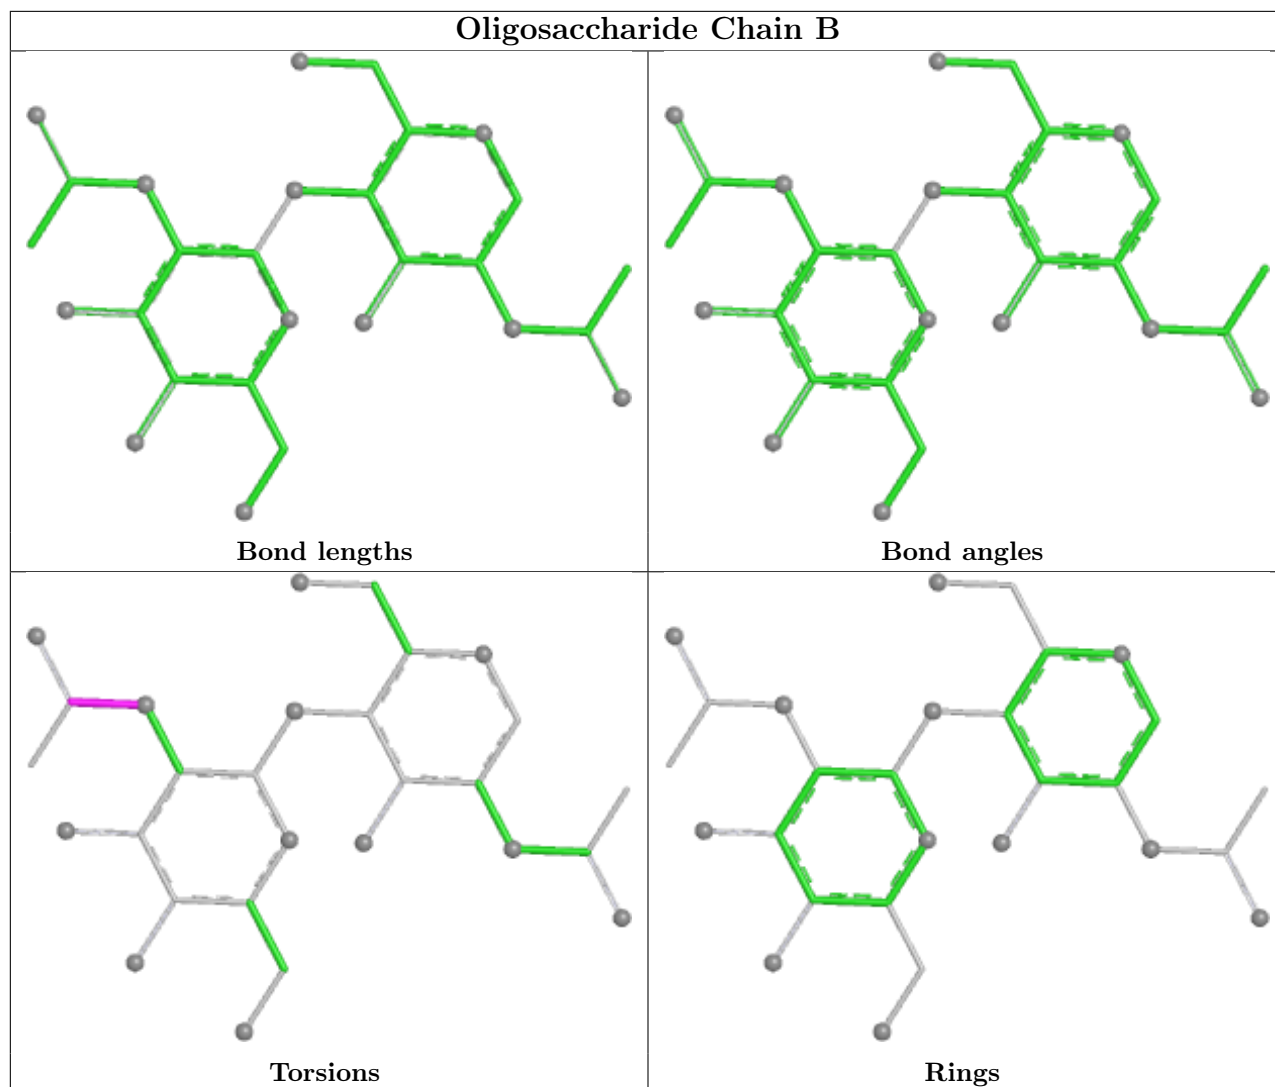 Oligosaccharide Chain B
Bond lengths
Bond angles
Torsions
Rings